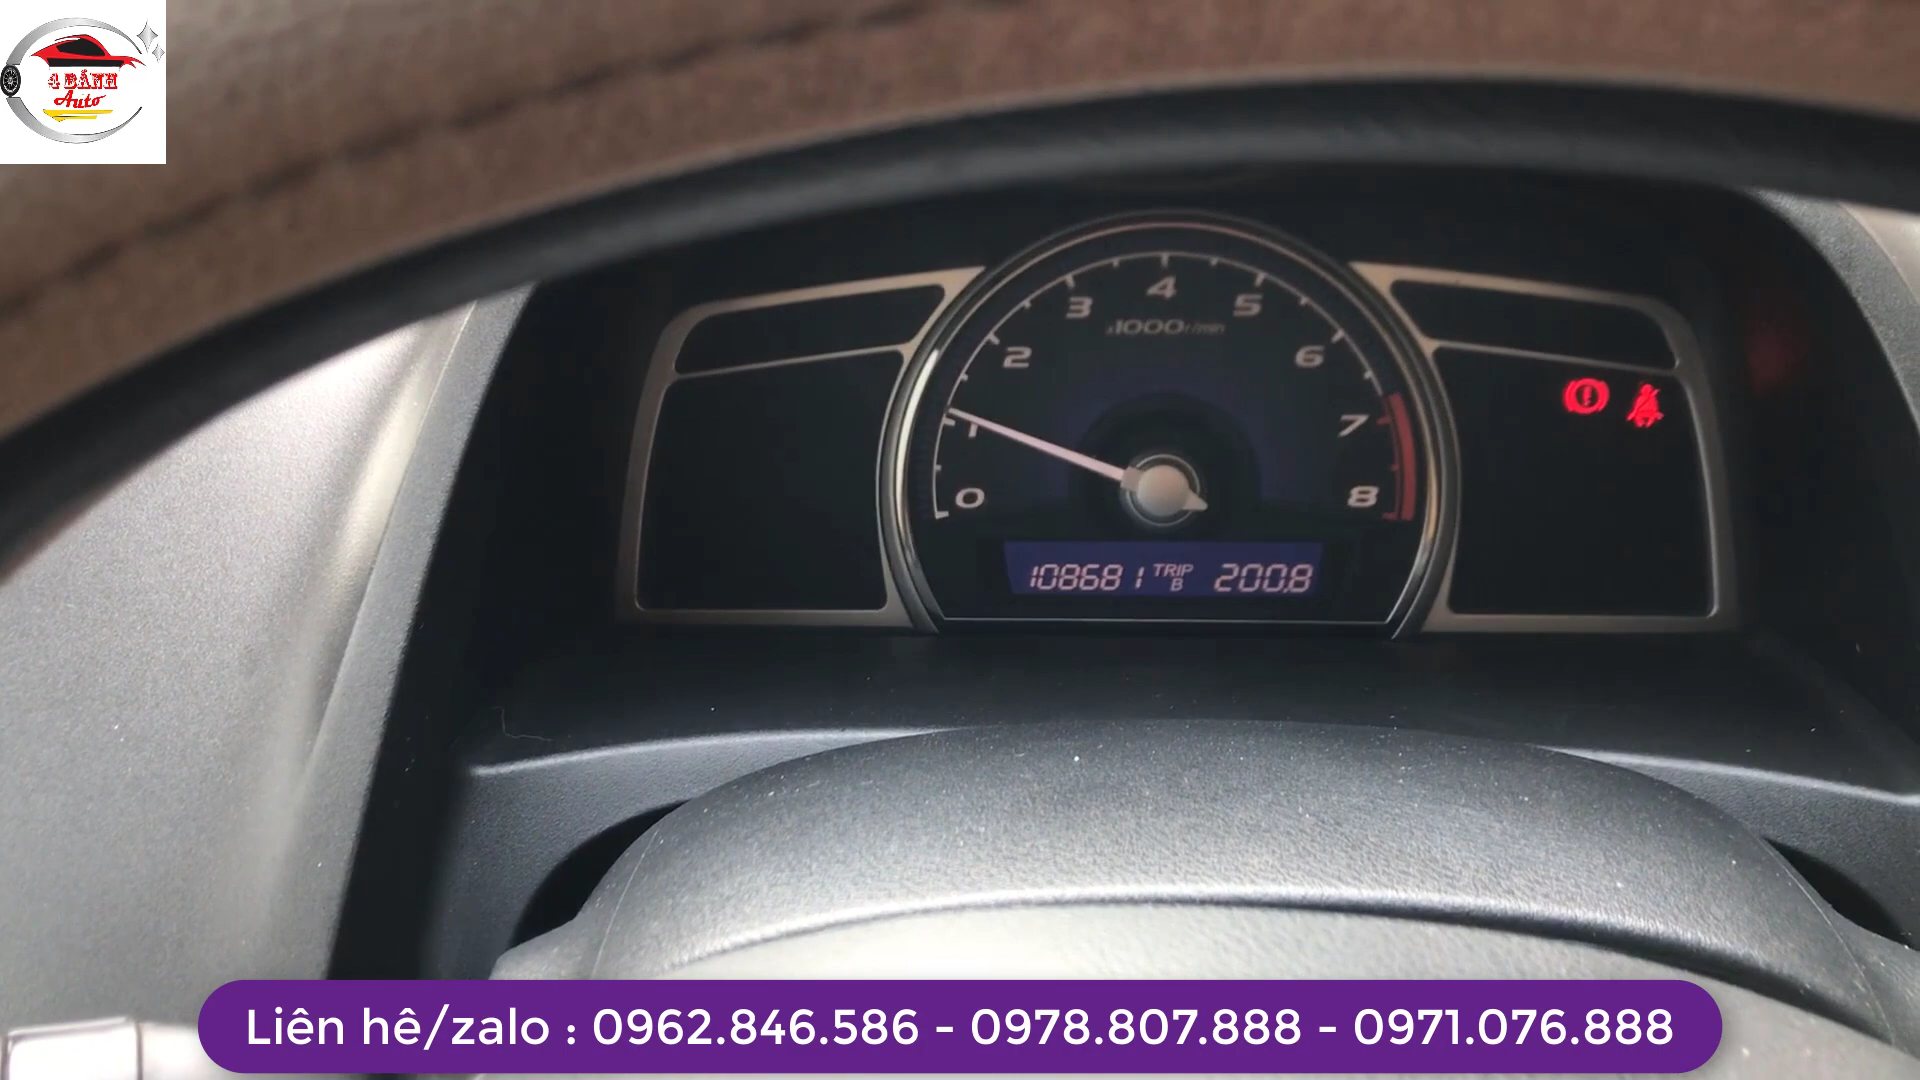 4 BÁNH
Auto
0 1 2 3 4 5 6 7 8
x1000r/min
108681 TRIP B 200.8
Liên hê/zalo : 0962.846.586 - 0978.807.888 - 0971.076.888